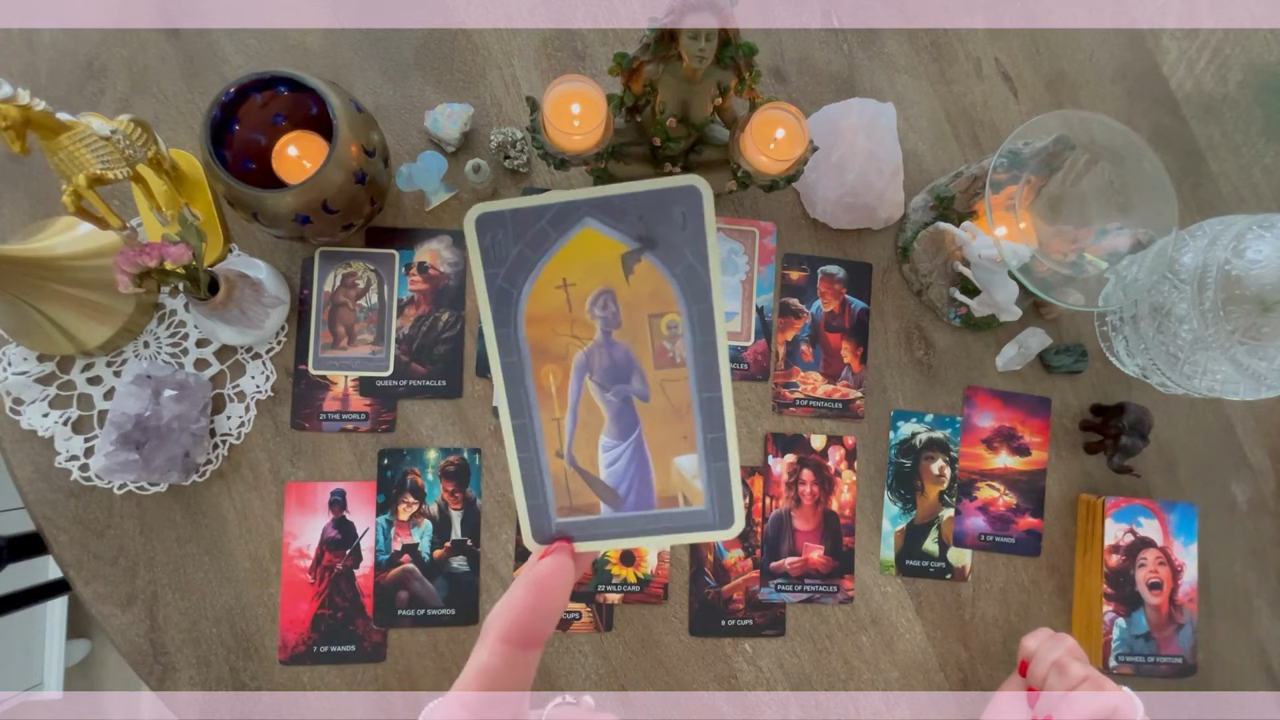 QUEEN OF PENTACLES
21 THE WORLD
3 OF PENTACLES
3 OF WANDS
PAGE OF CUPS
PAGE OF SWORDS
7 OF WANDS
22 WILD CARD
CUPS
9 OF CUPS
PAGE OF PENTACLES
10 WHEEL OF FORTUNE